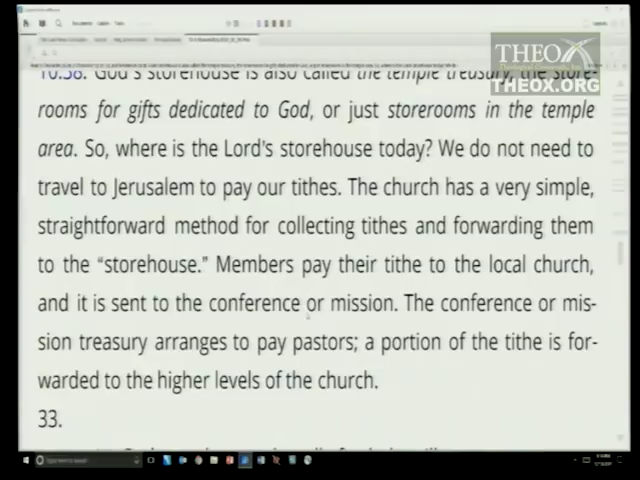 THEOX
THEOX.ORG
10:38. God's storehouse is also called the temple treasury, the store-
rooms for gifts dedicated to God, or just storerooms in the temple
area. So, where is the Lord's storehouse today? We do not need to
travel to Jerusalem to pay our tithes. The church has a very simple,
straightforward method for collecting tithes and forwarding them
to the “storehouse.” Members pay their tithe to the local church,
and it is sent to the conference or mission. The conference or mis-
sion treasury arranges to pay pastors; a portion of the tithe is for-
warded to the higher levels of the church.
33.